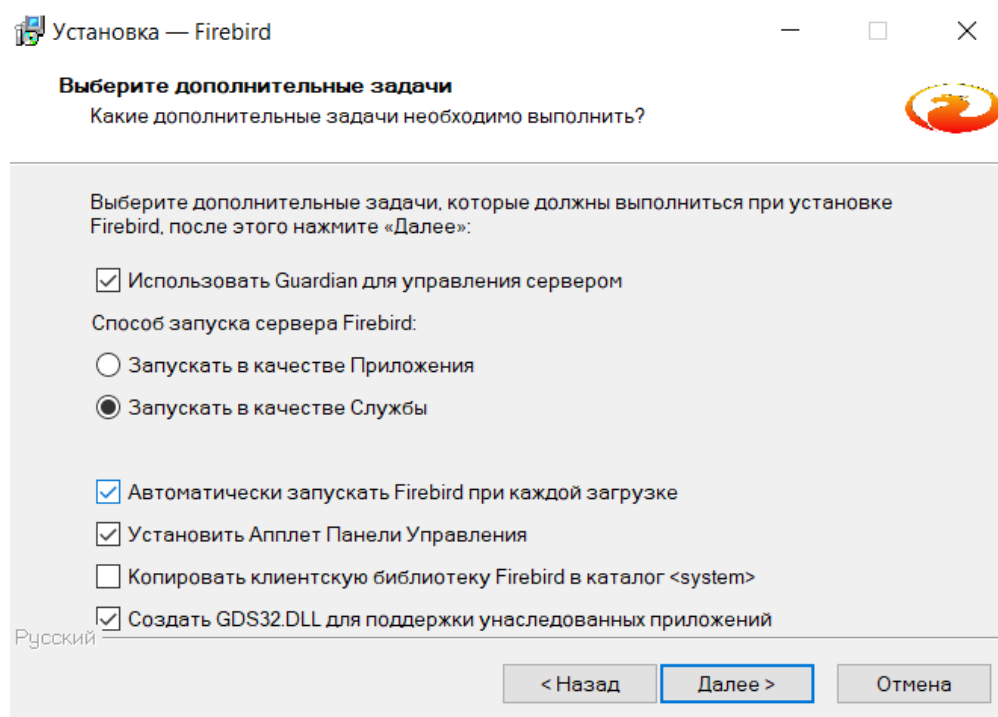 Установка — Firebird
Выберите дополнительные задачи
Какие дополнительные задачи необходимо выполнить?
Выберите дополнительные задачи, которые должны выполниться при установке
Firebird, после этого нажмите «Далее»:
Использовать Guardian для управления сервером
Способ запуска сервера Firebird:
Запускать в качестве Приложения
Запускать в качестве Службы
Автоматически запускать Firebird при каждой загрузке
Установить Апплет Панели Управления
Копировать клиентскую библиотеку Firebird в каталог <system>
Создать GDS32.DLL для поддержки унаследованных приложений
Русский
< Назад
Далее >
Отмена